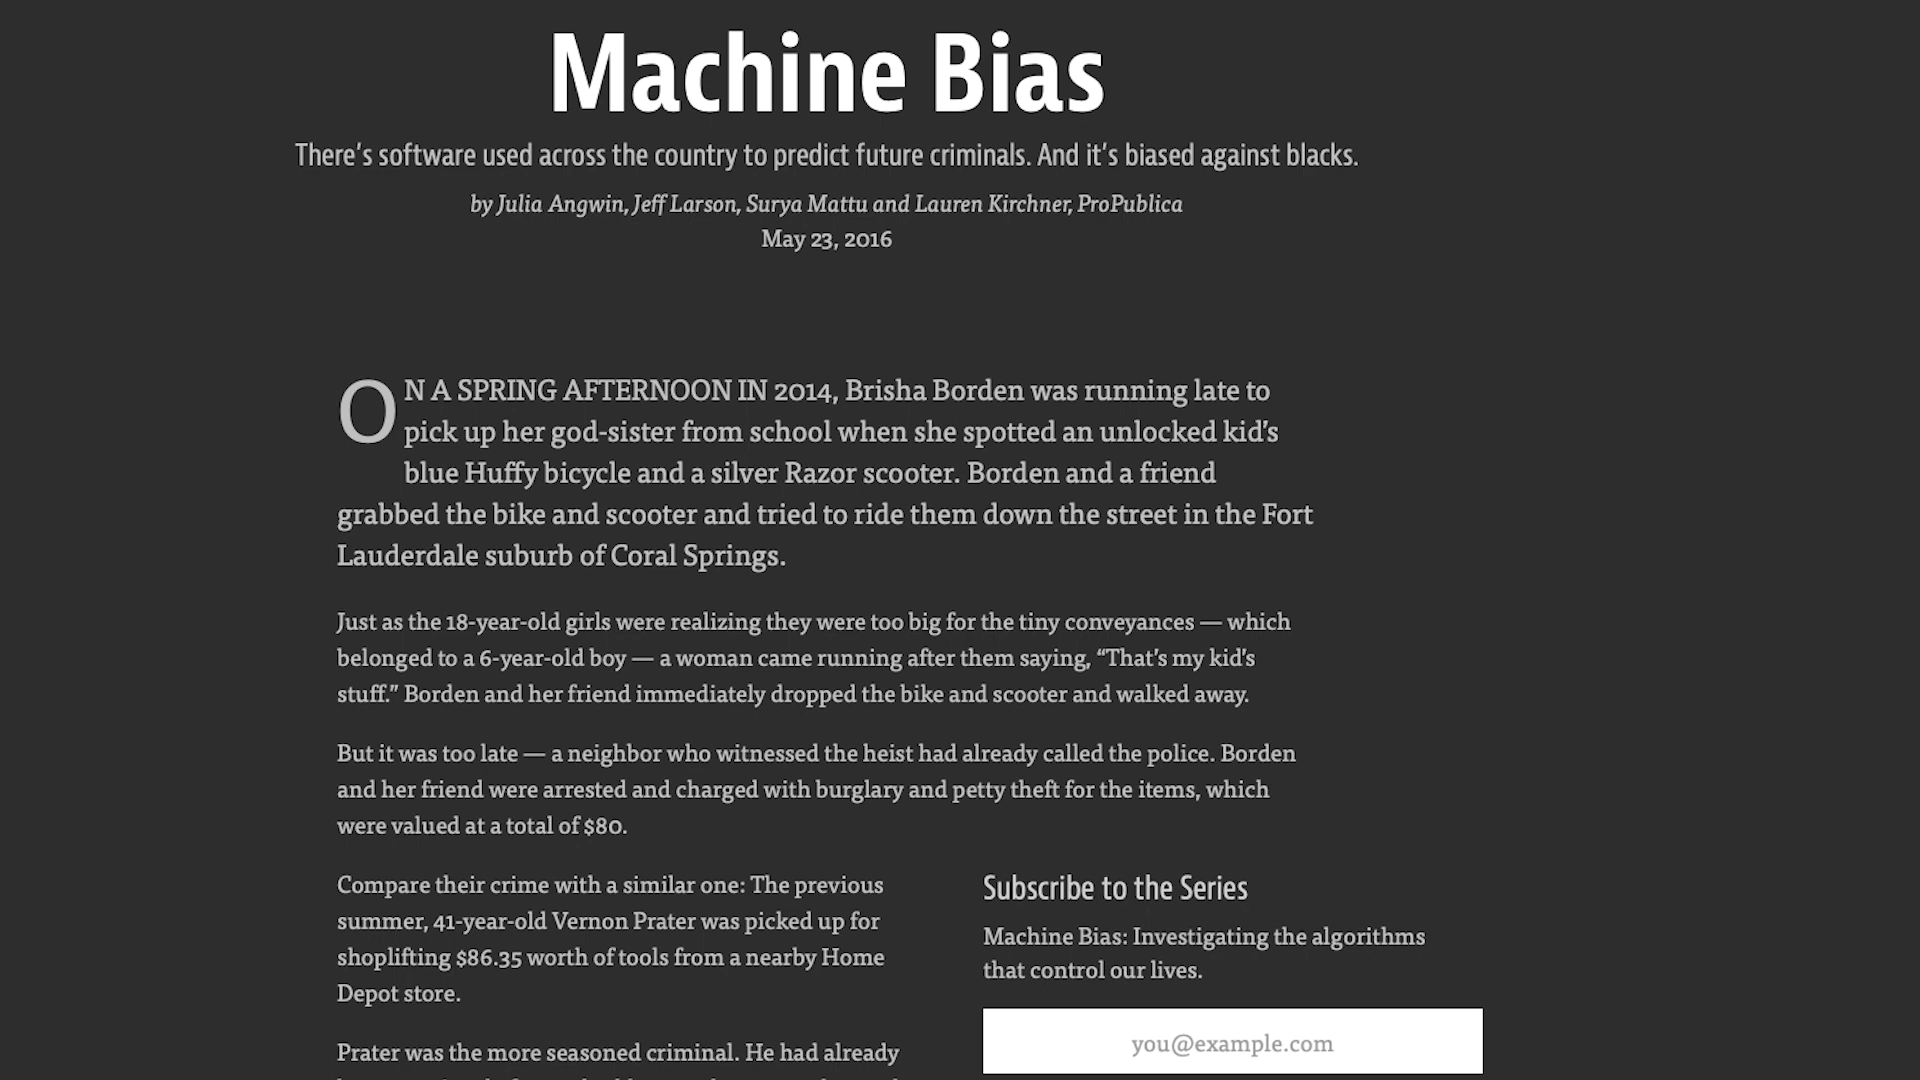 Machine Bias
There's software used across the country to predict future criminals. And it's biased against blacks.
by Julia Angwin, Jeff Larson, Surya Mattu and Lauren Kirchner, ProPublica
May 23, 2016
ON A SPRING AFTERNOON IN 2014, Brisha Borden was running late to
pick up her god-sister from school when she spotted an unlocked kid's
blue Huffy bicycle and a silver Razor scooter. Borden and a friend
grabbed the bike and scooter and tried to ride them down the street in the Fort
Lauderdale suburb of Coral Springs.
Just as the 18-year-old girls were realizing they were too big for the tiny conveyances — which
belonged to a 6-year-old boy — a woman came running after them saying, “That's my kid's
stuff.” Borden and her friend immediately dropped the bike and scooter and walked away.
But it was too late — a neighbor who witnessed the heist had already called the police. Borden
and her friend were arrested and charged with burglary and petty theft for the items, which
were valued at a total of $80.
Compare their crime with a similar one: The previous
summer, 41-year-old Vernon Prater was picked up for
shoplifting $86.35 worth of tools from a nearby Home
Depot store.
Prater was the more seasoned criminal. He had already
Subscribe to the Series
Machine Bias: Investigating the algorithms
that control our lives.
you@example.com